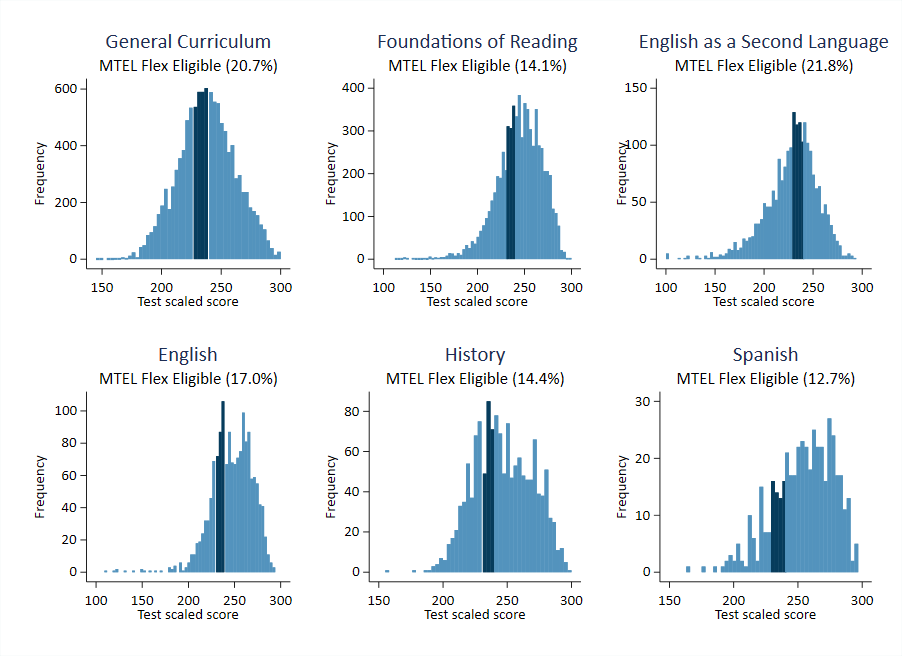 General Curriculum
MTEL Flex Eligible (20.7%)
Frequency
600
400
200
0
150 200 250 300
Test scaled score
Foundations of Reading
MTEL Flex Eligible (14.1%)
Frequency
400
300
200
100
0
100 150 200 250 300
Test scaled score
English as a Second Language
MTEL Flex Eligible (21.8%)
Frequency
150
100
50
0
100 150 200 250 300
Test scaled score
English
MTEL Flex Eligible (17.0%)
Frequency
100
80
60
40
20
0
100 150 200 250 300
Test scaled score
History
MTEL Flex Eligible (14.4%)
Frequency
80
60
40
20
0
150 200 250 300
Test scaled score
Spanish
MTEL Flex Eligible (12.7%)
Frequency
30
20
10
0
150 200 250 300
Test scaled score